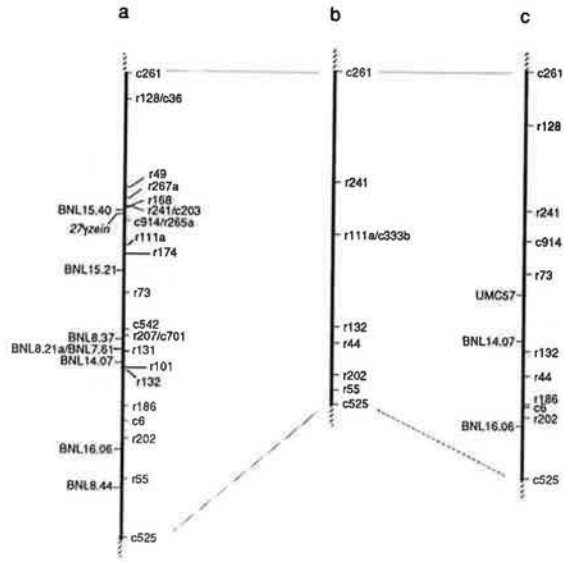 a
c261
r128/c36
r49
r267a
r168
BNL15.40
r241/c203
c914/r265a
27γzein
r111a
r174
BNL15.21
r73
c542
BNL8.37
r207/c701
BNL8.21a/BNL7.61
r131
BNL14.07
r101
r132
r186
c6
r202
BNL16.06
r55
BNL8.44
c525
b
c261
r241
r111a/c333b
r132
r44
r202
r55
c525
c
c261
r128
r241
c914
r73
UMC57
BNL14.07
r132
r44
r186
c6
r202
BNL16.06
c525